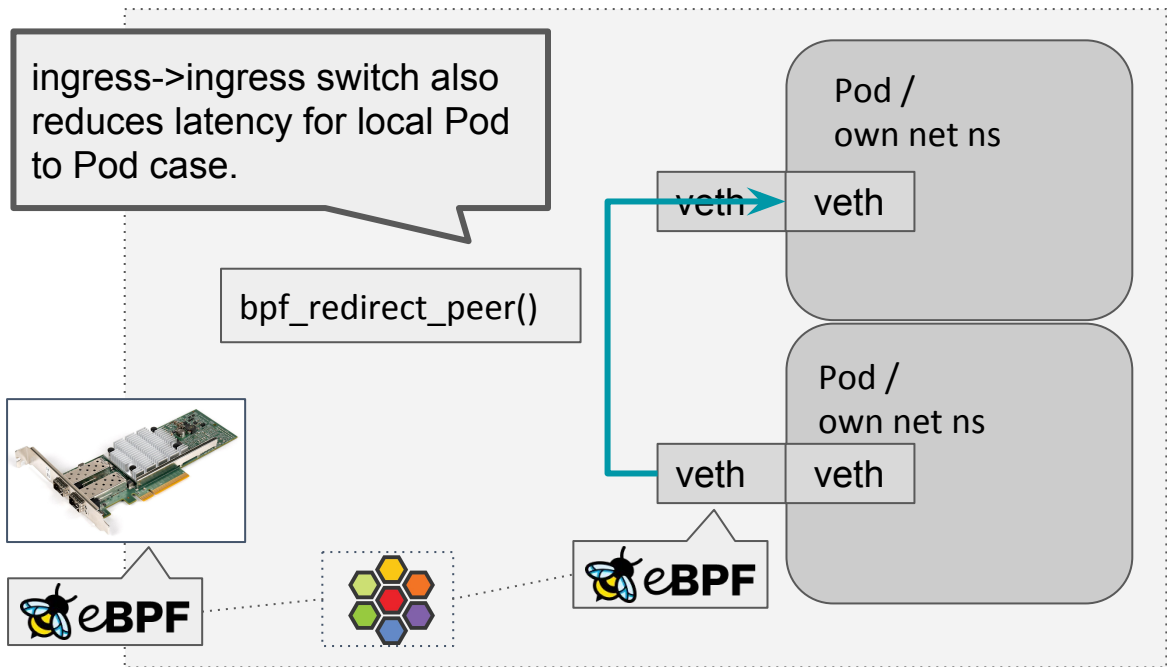 ingress->ingress switch also
reduces latency for local Pod
to Pod case.
Pod /
own net ns
veth
veth
bpf_redirect_peer()
Pod /
own net ns
veth
veth
eBPF
eBPF